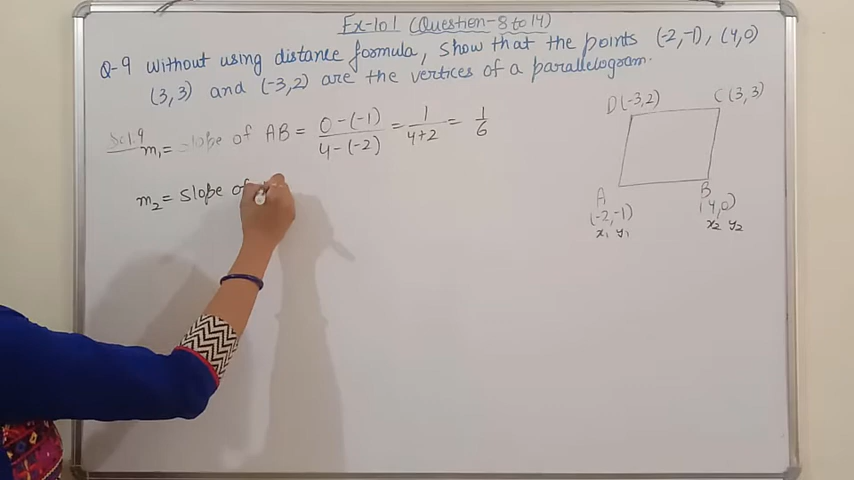 Ex-10.1 (Question-8 to 14)
Q-9 Without using distance formula, show that the points (-2,-1), (4,0)
(3,3) and (-3,2) are the vertices of a parallelogram.
Sol.9
m₁ = slope of AB = 0-(-1) / 4-(-2) = 1 / 4+2 = 1/6
m₂ = slope of
D(-3,2) C(3,3)
A B
(-2,-1) (4,0)
x₁ y₁ x₂ y₂